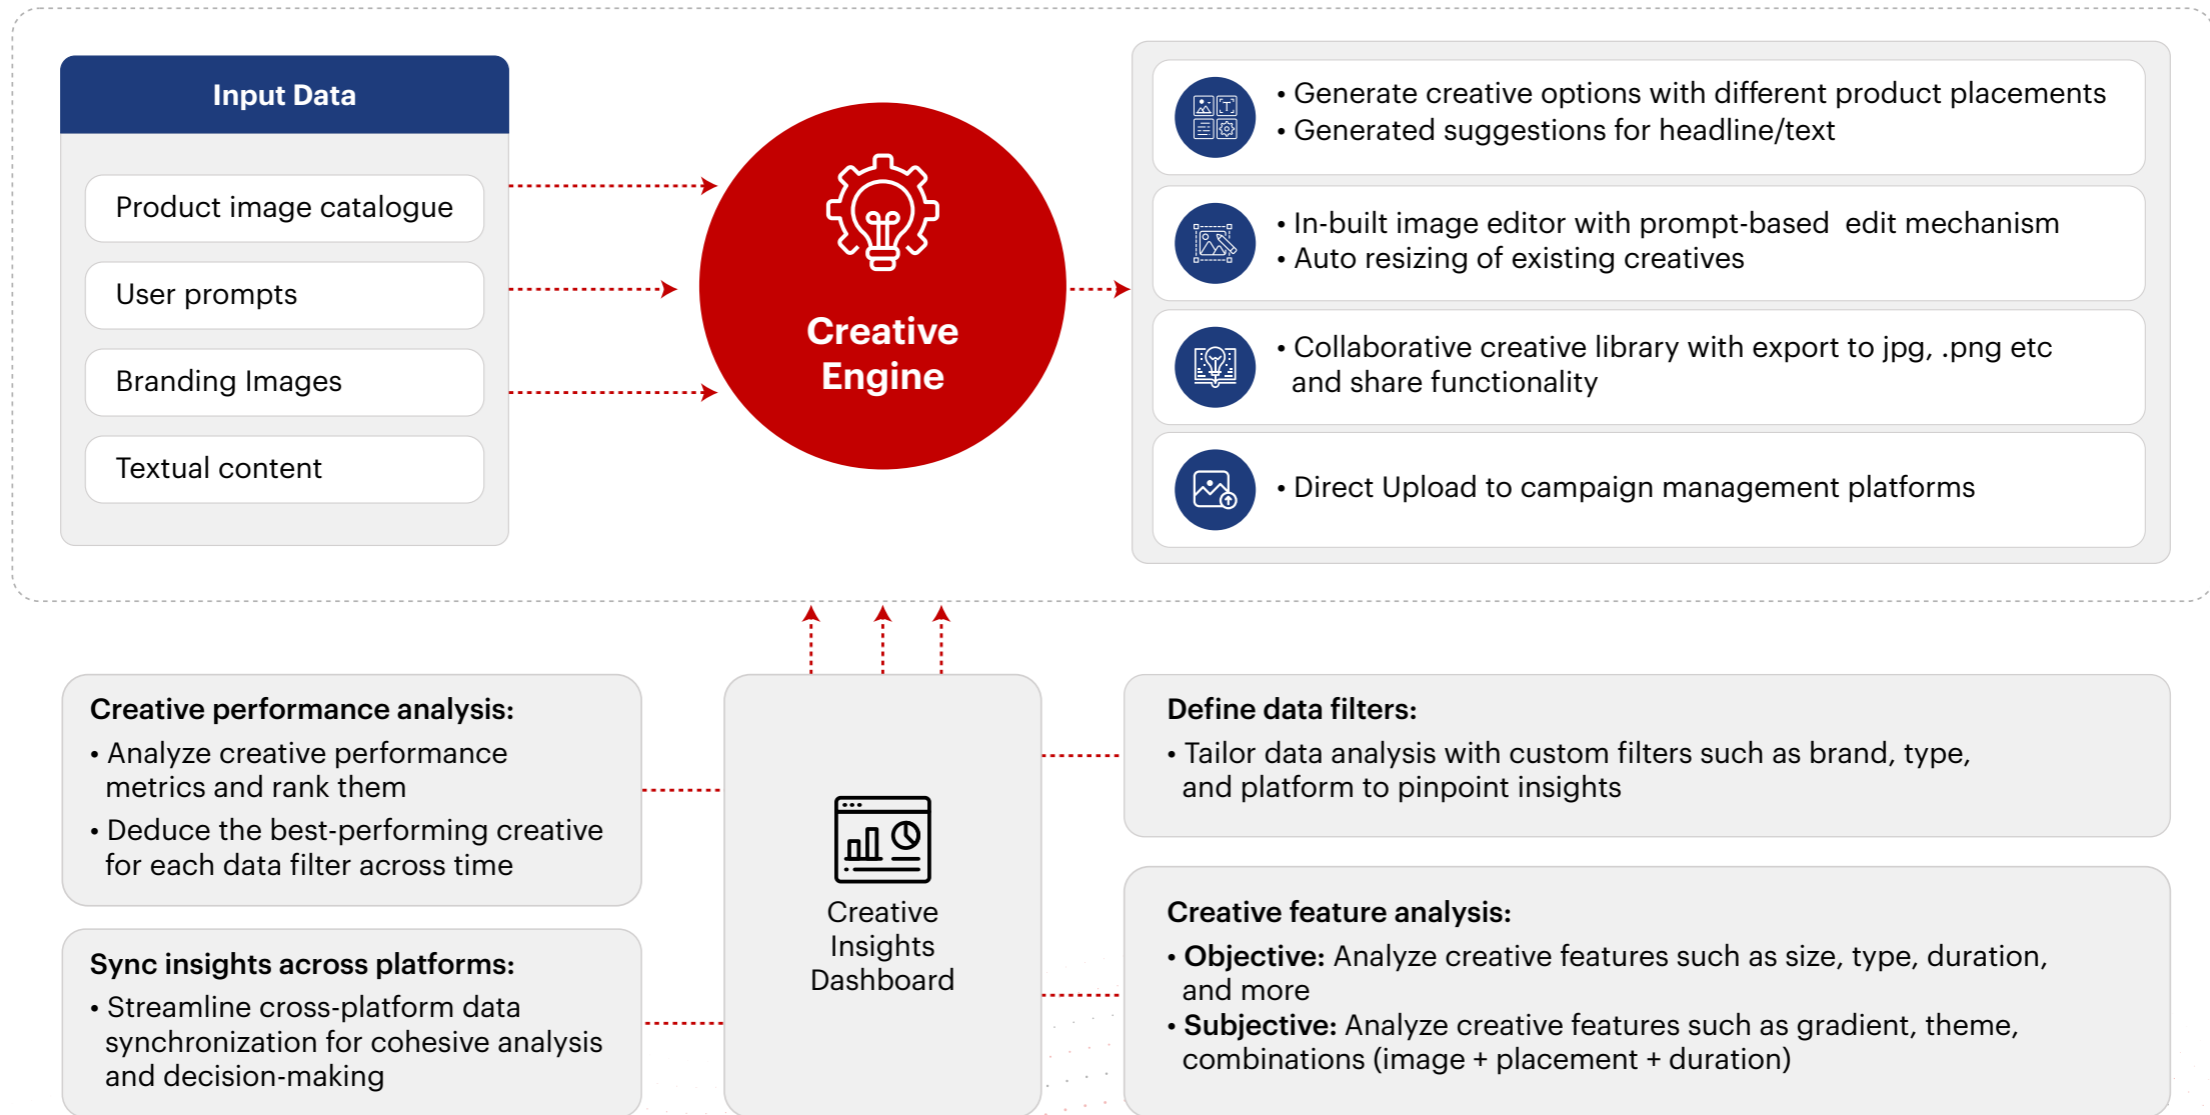 Input Data
Product image catalogue
User prompts
Branding Images
Textual content
Creative
Engine
• Generate creative options with different product placements
• Generated suggestions for headline/text
• In-built image editor with prompt-based  edit mechanism
• Auto resizing of existing creatives
• Collaborative creative library with export to jpg, .png etc
and share functionality
• Direct Upload to campaign management platforms
Creative performance analysis:
• Analyze creative performance
metrics and rank them
• Deduce the best-performing creative
for each data filter across time
Sync insights across platforms:
• Streamline cross-platform data
synchronization for cohesive analysis
and decision-making
Creative
Insights
Dashboard
Define data filters:
• Tailor data analysis with custom filters such as brand, type,
and platform to pinpoint insights
Creative feature analysis:
• Objective: Analyze creative features such as size, type, duration,
and more
• Subjective: Analyze creative features such as gradient, theme,
combinations (image + placement + duration)